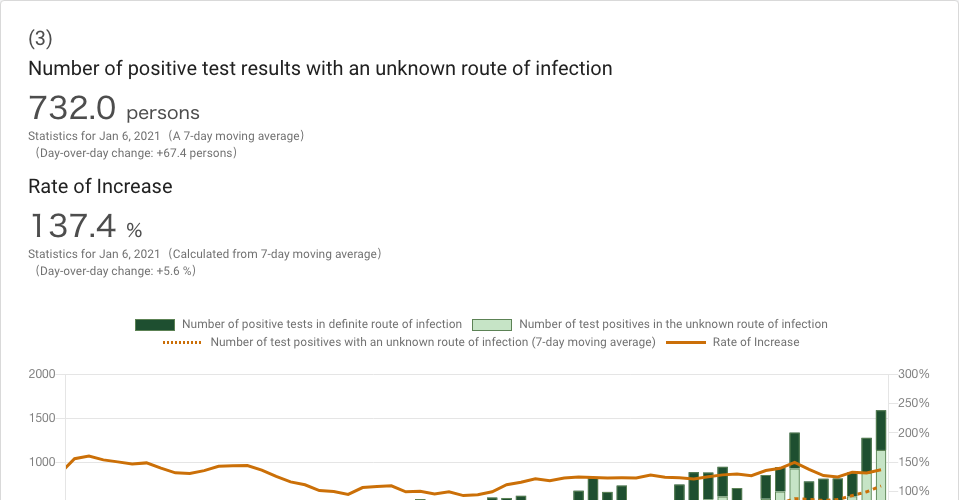 (3)
Number of positive test results with an unknown route of infection
732.0 persons
Statistics for Jan 6, 2021（A 7-day moving average）
（Day-over-day change: +67.4 persons）
Rate of Increase
137.4 %
Statistics for Jan 6, 2021（Calculated from 7-day moving average）
（Day-over-day change: +5.6 %）
Number of positive tests in definite route of infection Number of test positives in the unknown route of infection
Number of test positives with an unknown route of infection (7-day moving average) Rate of Increase
2000 300%
250%
1500
200%
1000 150%
100%